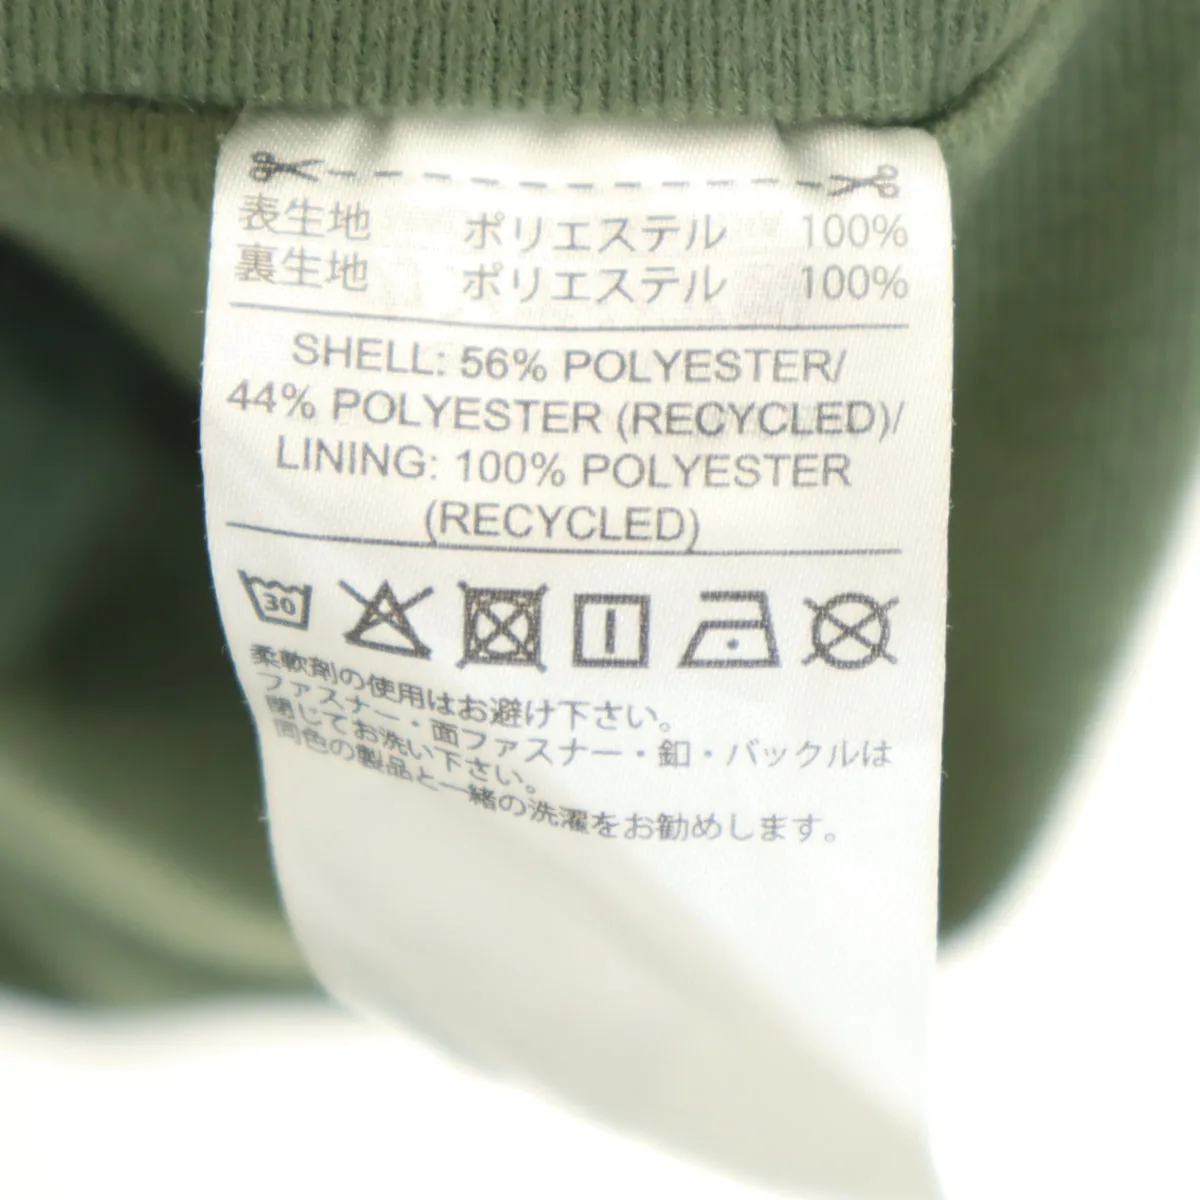 表生地 ポリエステル 100%
裏生地 ポリエステル 100%
SHELL: 56% POLYESTER/
44% POLYESTER (RECYCLED)/
LINING: 100% POLYESTER
(RECYCLED)
30
柔軟剤の使用はお避け下さい。
ファスナー・面ファスナー・釦・バックルは
閉じてお洗い下さい。
同色の製品と一緒の洗濯をお勧めします。